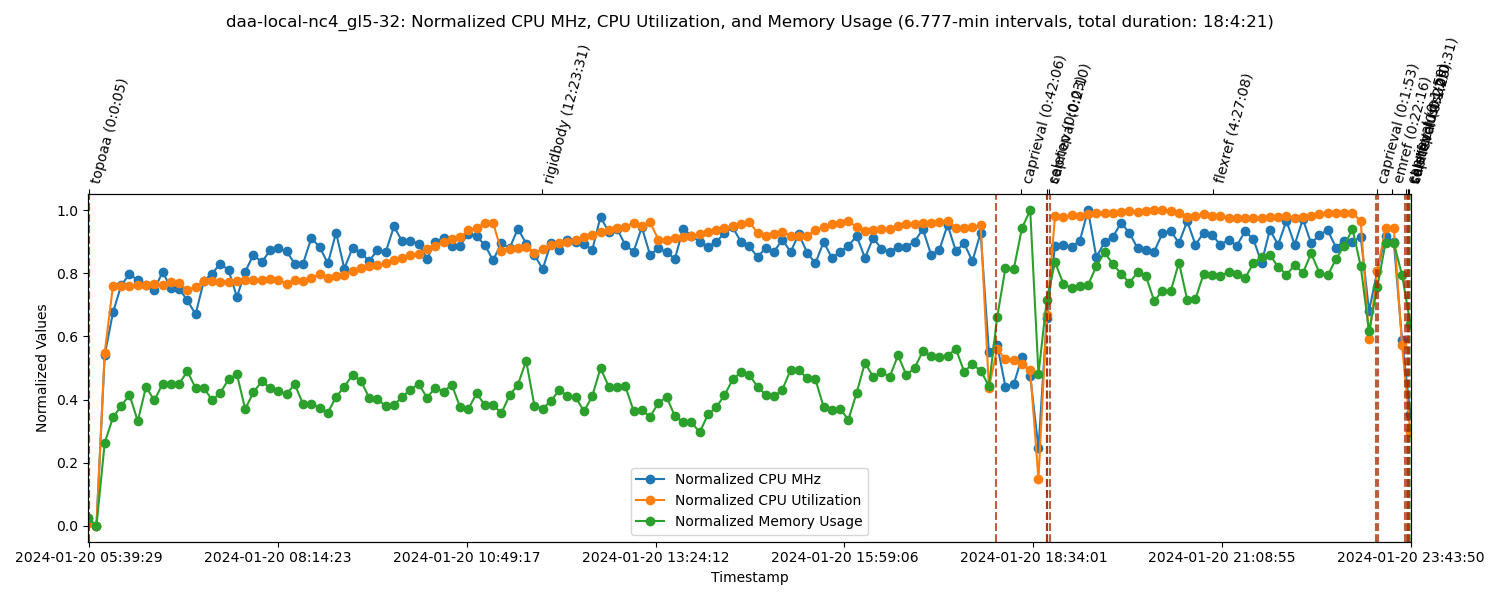 daa-local-nc4_gl5-32: Normalized CPU MHz, CPU Utilization, and Memory Usage (6.777-min intervals, total duration: 18:4:21)
topoaa (0:0:05)
rigidbody (12:23:31)
caprieval (0:42:06)
flexref (4:27:08)
caprieval (0:1:53)
emref (0:22:16)
1.0
0.8
0.6
0.4
0.2
0.0
Normalized Values
Normalized CPU MHz
Normalized CPU Utilization
Normalized Memory Usage
2024-01-20 05:39:29
2024-01-20 08:14:23
2024-01-20 10:49:17
2024-01-20 13:24:12
2024-01-20 15:59:06
2024-01-20 18:34:01
2024-01-20 21:08:55
2024-01-20 23:43:50
Timestamp